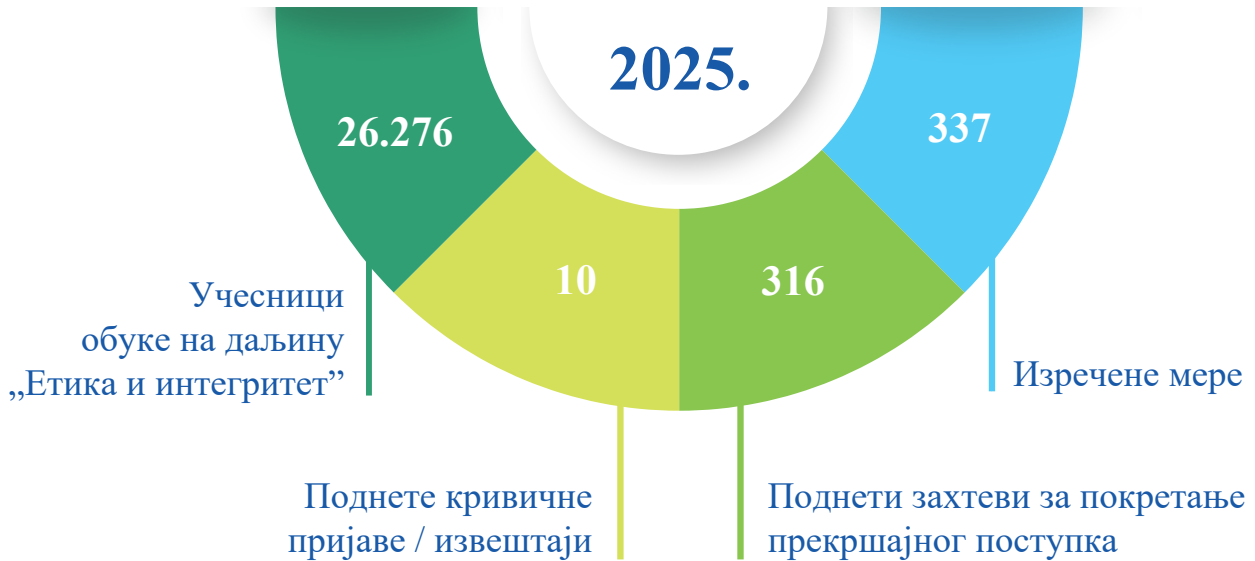 2025.
26.276
337
10
316
Учесници
обуке на даљину
„Етика и интегритет”
Изречене мере
Поднете кривичне
пријаве / извештаји
Поднети захтеви за покретање
прекршајног поступка